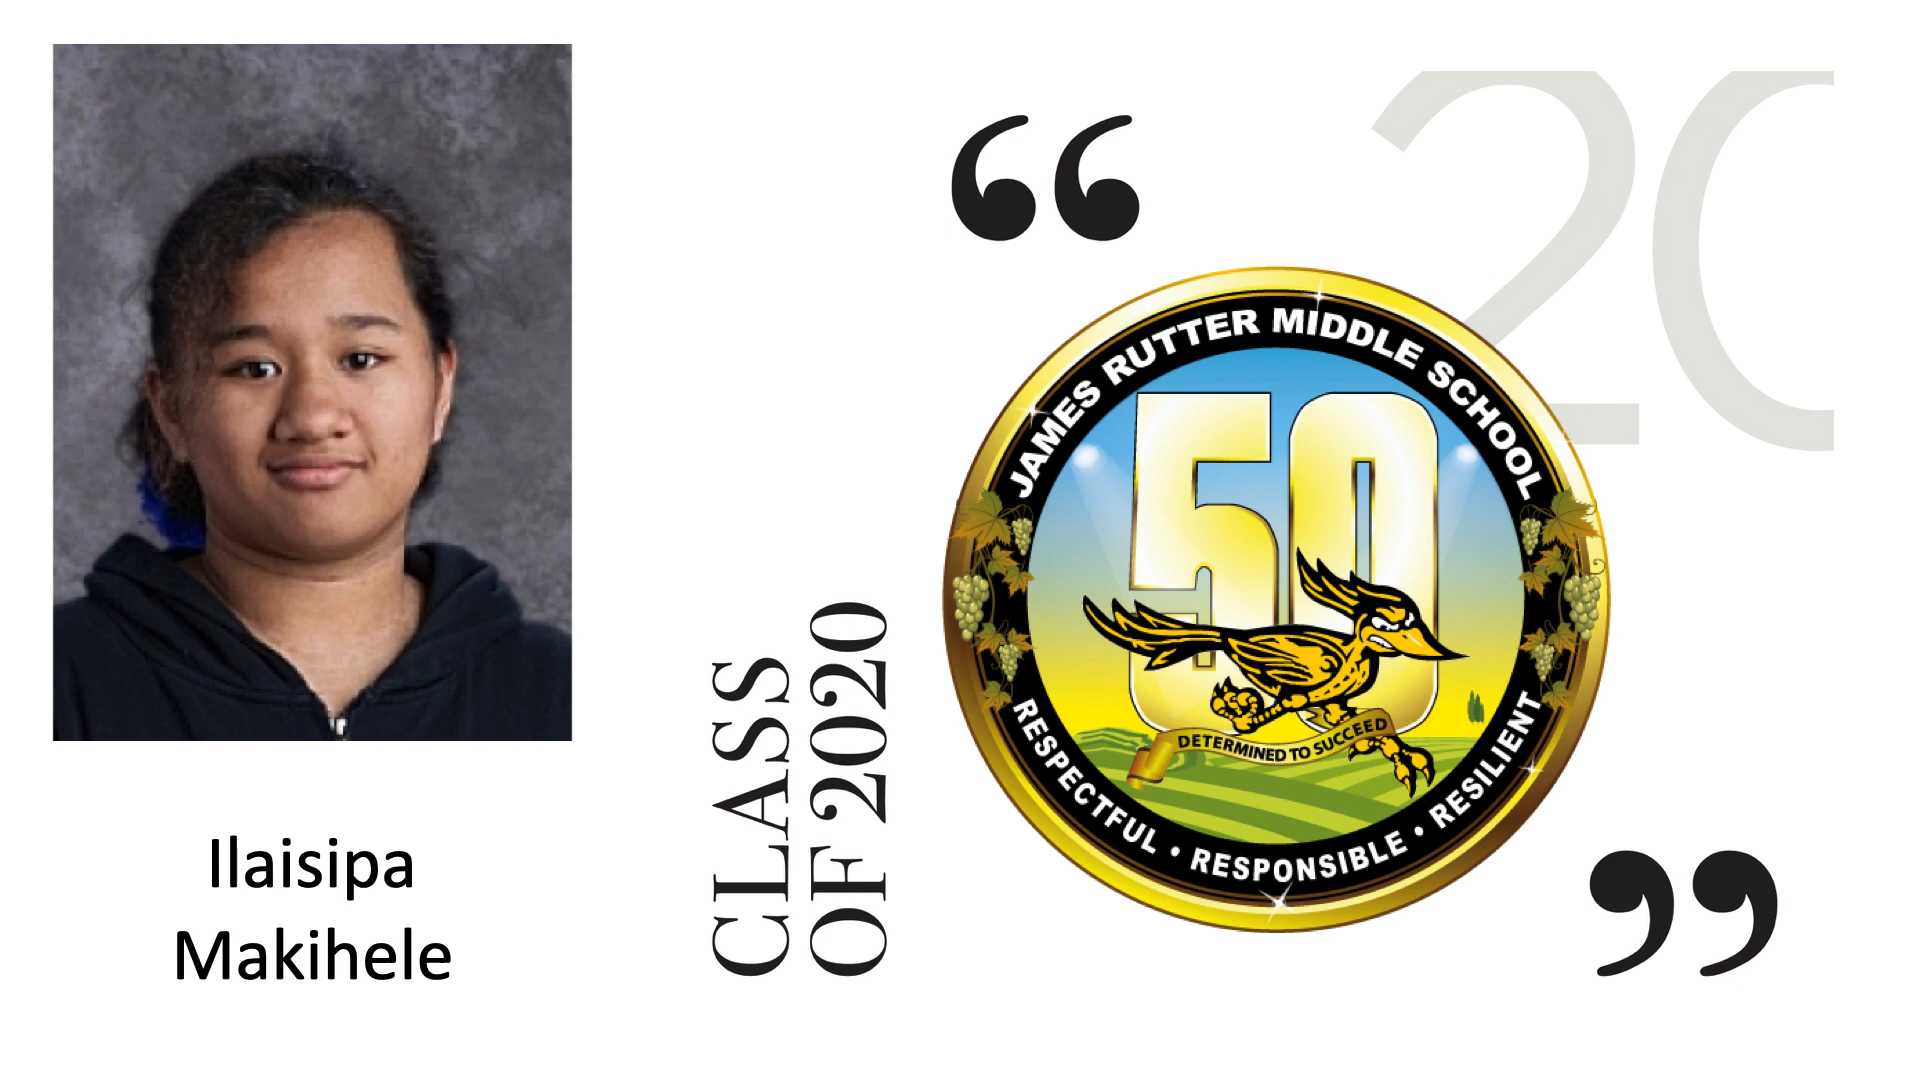 Ilaisipa
Makihele
CLASS
OF 2020
“
20
JAMES RUTTER MIDDLE SCHOOL
50
DETERMINED TO SUCCEED
RESPECTFUL • RESPONSIBLE • RESILIENT
”